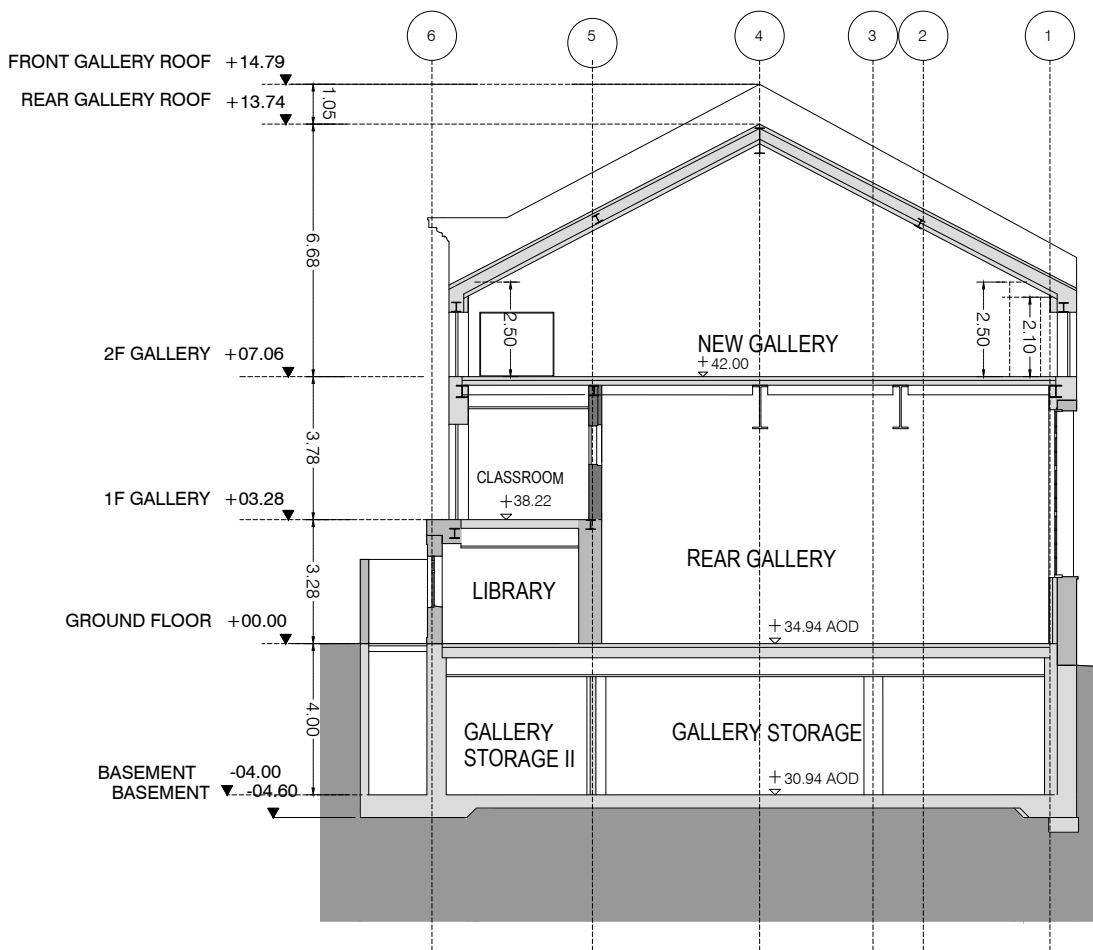 6 5 4 3 2 1
FRONT GALLERY ROOF +14.79
1.05
REAR GALLERY ROOF +13.74
6.68
2.50
2.50
2.10
NEW GALLERY
+42.00
2F GALLERY +07.06
3.78
CLASSROOM
+38.22
1F GALLERY +03.28
3.28
REAR GALLERY
LIBRARY
GROUND FLOOR +00.00
+34.94 AOD
4.00
GALLERY
STORAGE II
GALLERY STORAGE
BASEMENT -04.00
+30.94 AOD
BASEMENT -04.60